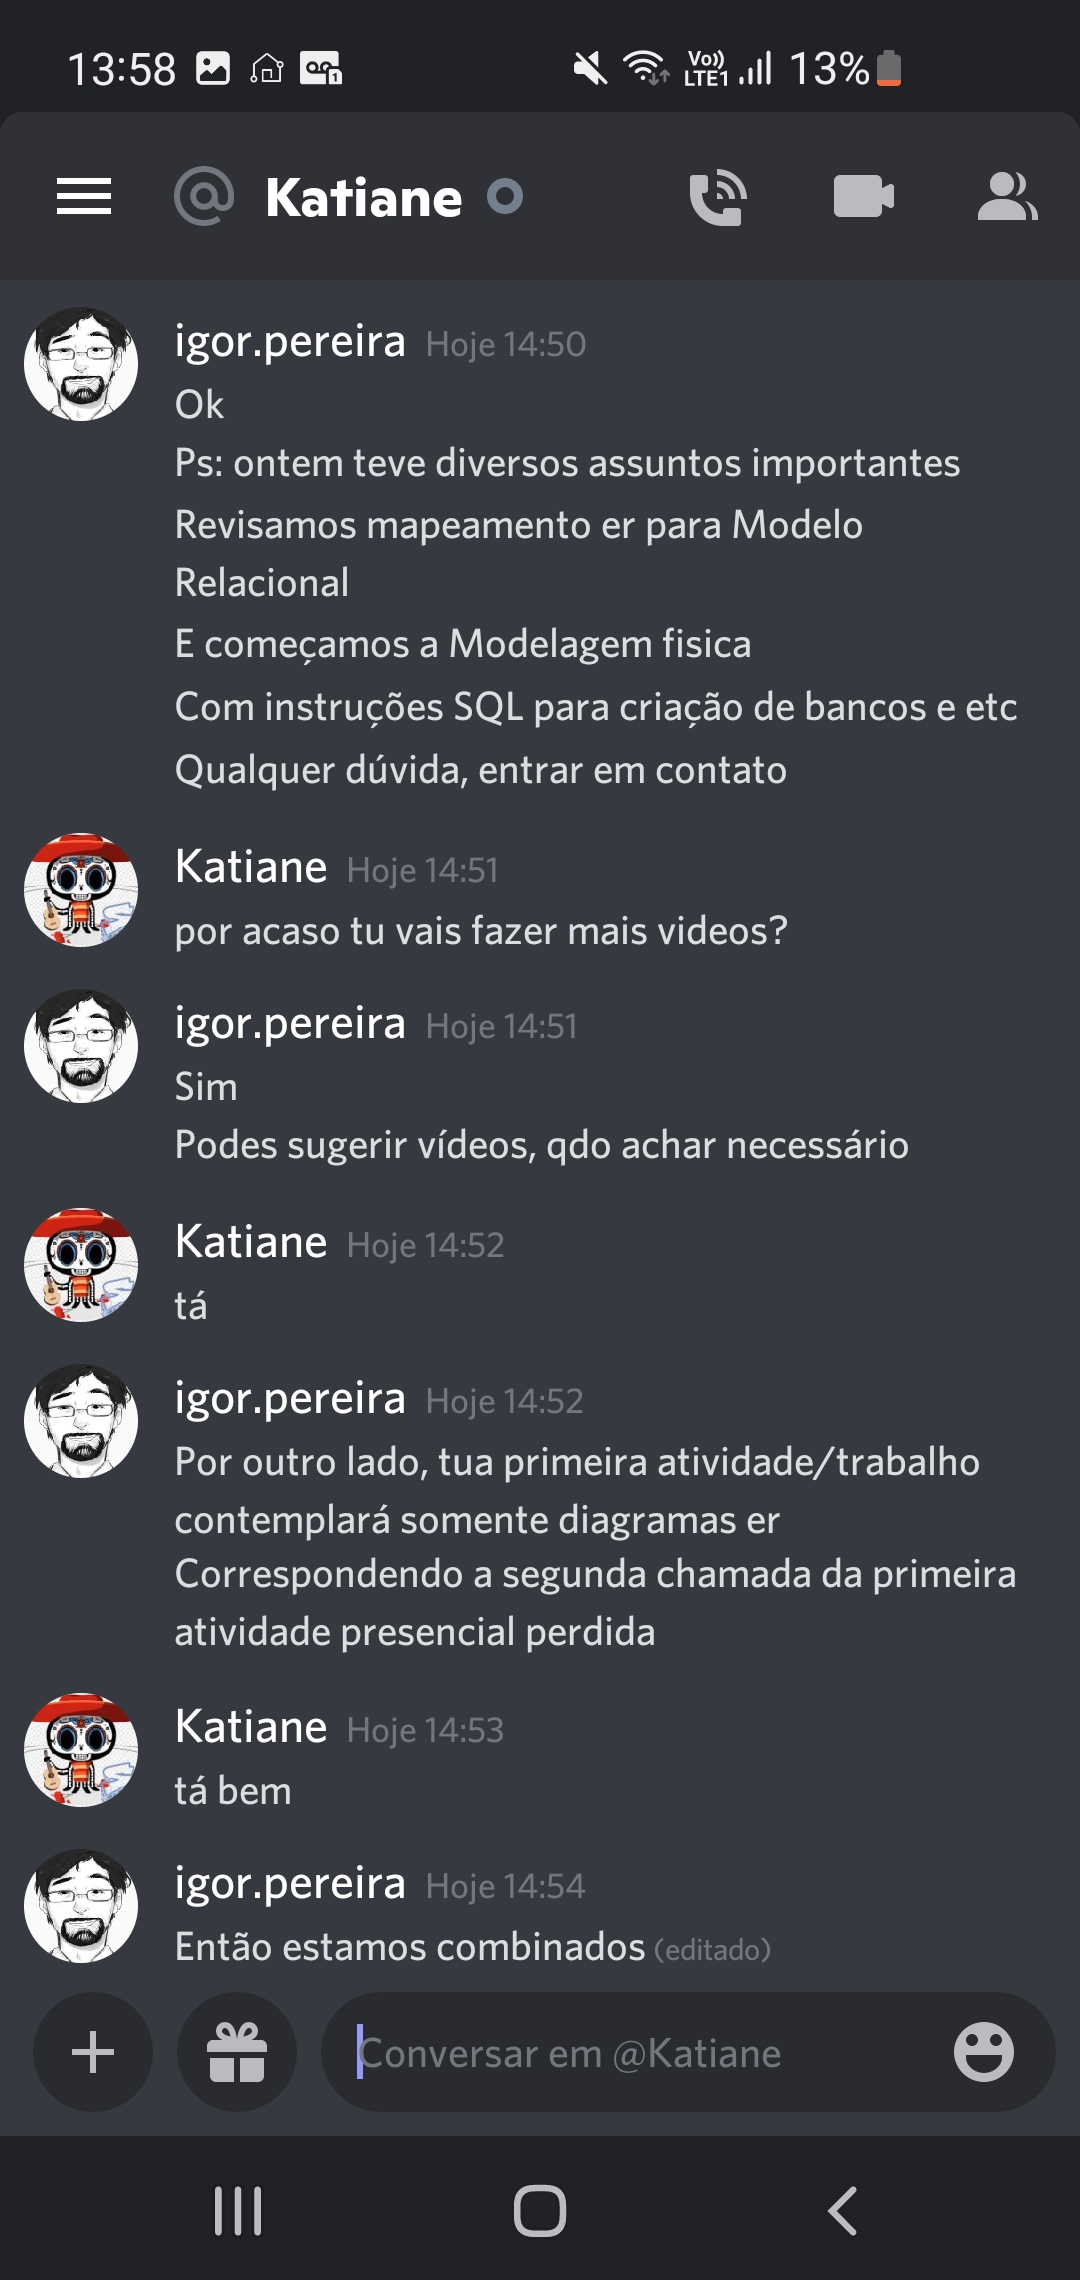 13:58
Vo))
LTE1
13%
@ Katiane
igor.pereira Hoje 14:50
Ok
Ps: ontem teve diversos assuntos importantes
Revisamos mapeamento er para Modelo
Relacional
E começamos a Modelagem fisica
Com instruções SQL para criação de bancos e etc
Qualquer dúvida, entrar em contato
Katiane Hoje 14:51
por acaso tu vais fazer mais videos?
igor.pereira Hoje 14:51
Sim
Podes sugerir vídeos, qdo achar necessário
Katiane Hoje 14:52
tá
igor.pereira Hoje 14:52
Por outro lado, tua primeira atividade/trabalho
contemplará somente diagramas er
Correspondendo a segunda chamada da primeira
atividade presencial perdida
Katiane Hoje 14:53
tá bem
igor.pereira Hoje 14:54
Então estamos combinados (editado)
Conversar em @Katiane